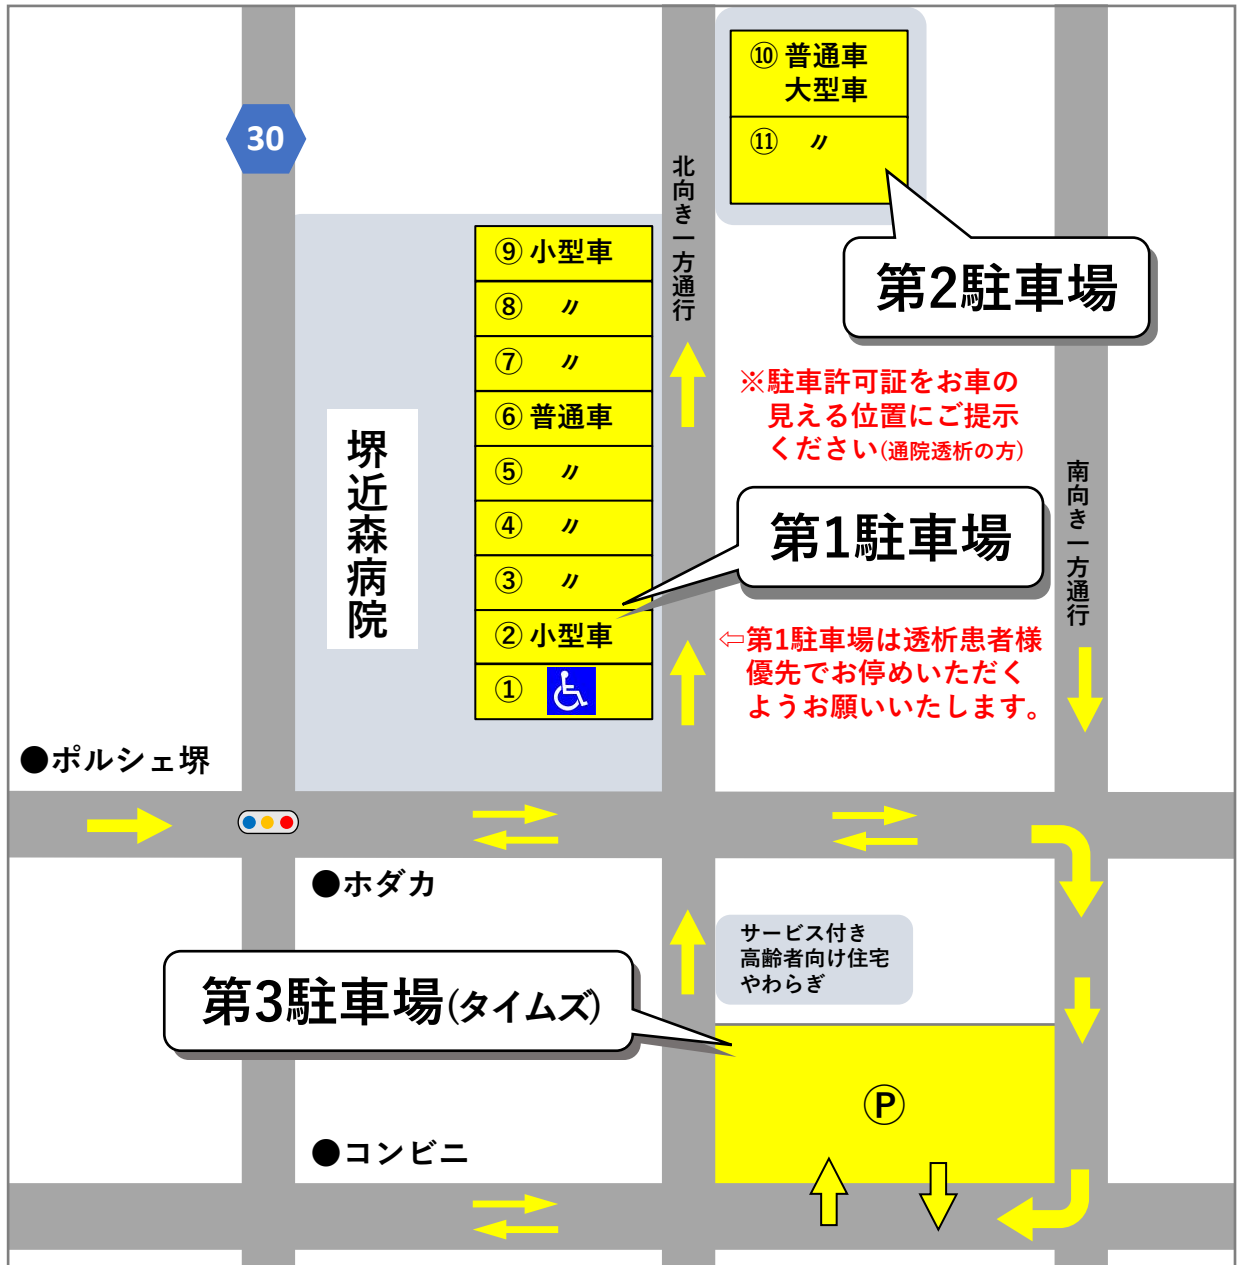 ⑩ 普通車
大型車
⑪ 〃
30
北向き一方通行
第2駐車場
⑨ 小型車
⑧ 〃
⑦ 〃
⑥ 普通車
⑤ 〃
④ 〃
③ 〃
② 小型車
①
堺近森病院
※駐車許可証をお車の
見える位置にご提示
ください(通院透析の方)
第1駐車場
南向き一方通行
⇦第1駐車場は透析患者様
優先でお停めいただく
ようお願いいたします。
●ポルシェ堺
●ホダカ
サービス付き
高齢者向け住宅
やわらぎ
第3駐車場(タイムズ)
Ⓟ
●コンビニ